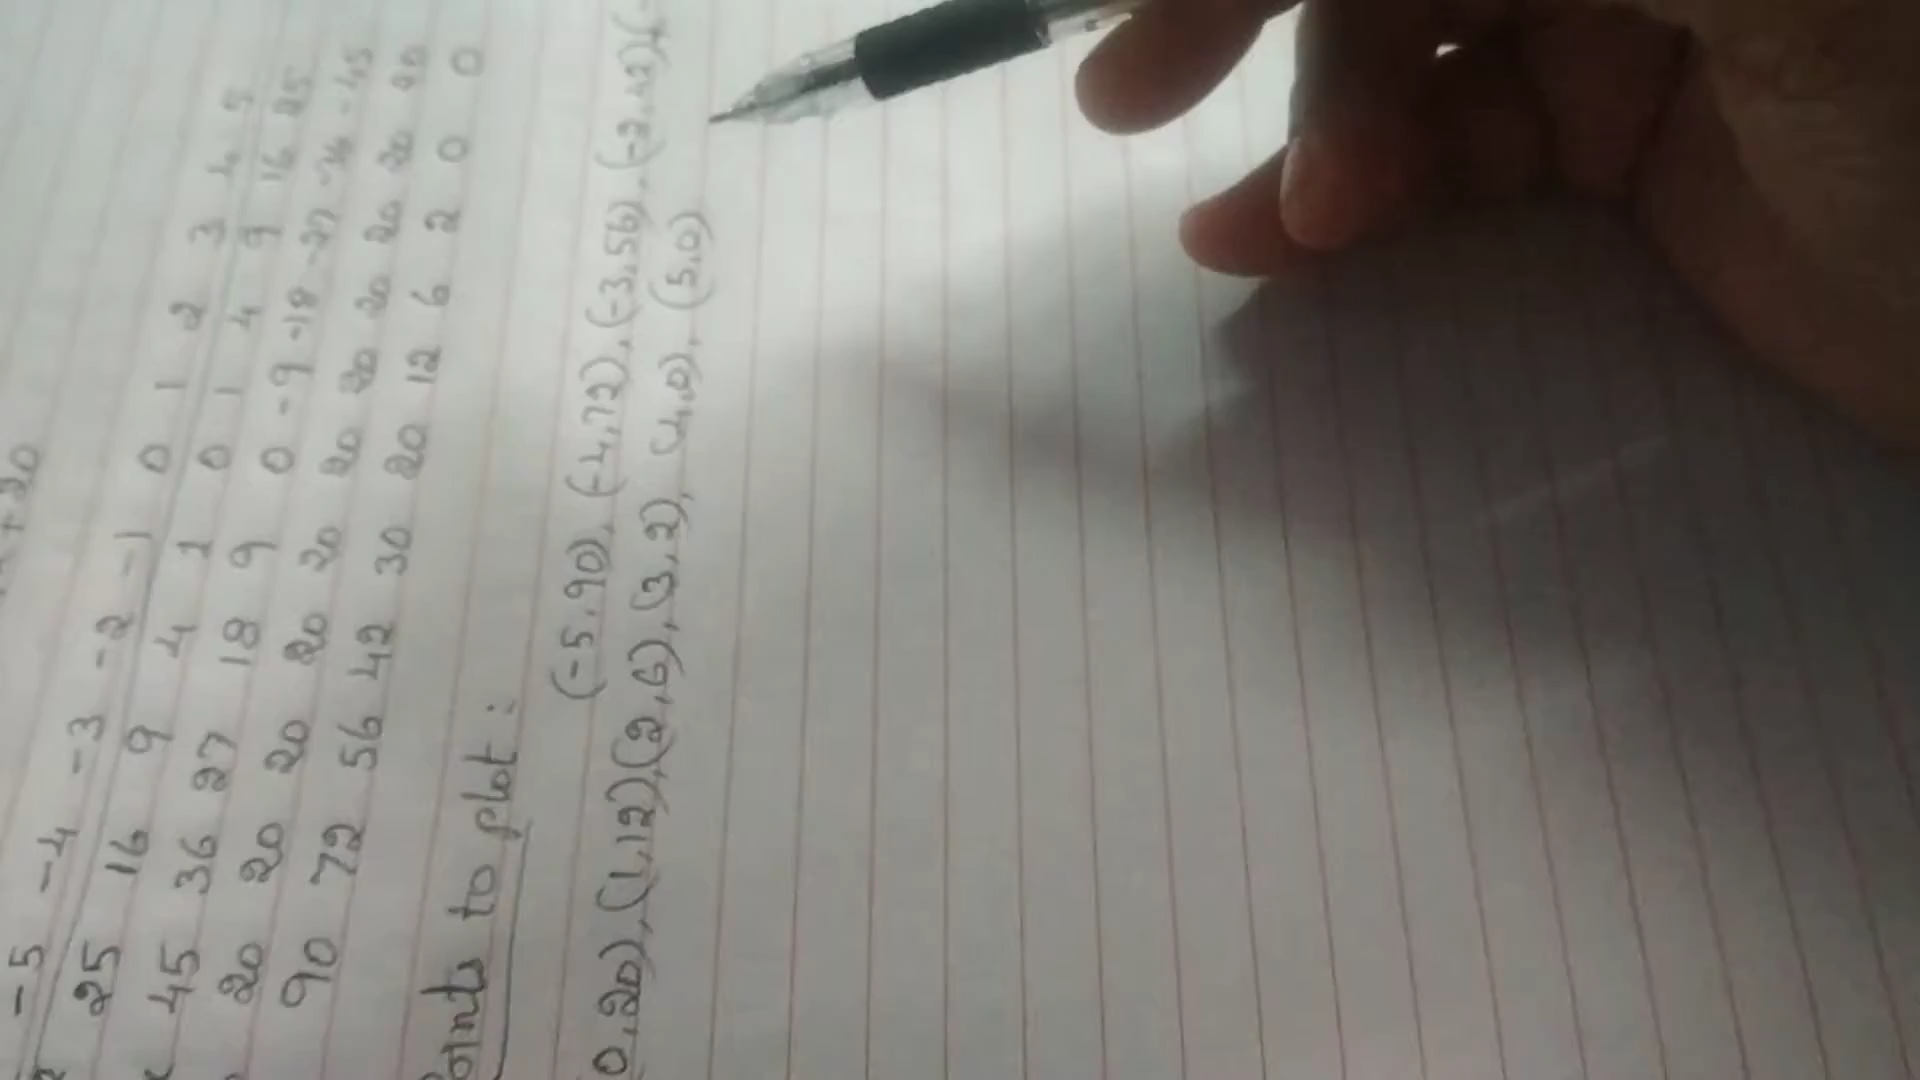 +20
-5 -4 -3 -2 -1 0 1 2 3 4 5
25 16 9 4 1 0 1 4 9 16 25
45 36 27 18 9 0 -9 -18 -27 -36 -45
20 20 20 20 20 20 20 20 20 20 20
90 72 56 42 30 20 12 6 2 0 0
Points to plot :
(-5,90), (-4,72), (-3,56), (-2,42) (-
0,20), (1,12), (2,6), (3,2), (4,0), (5,0)